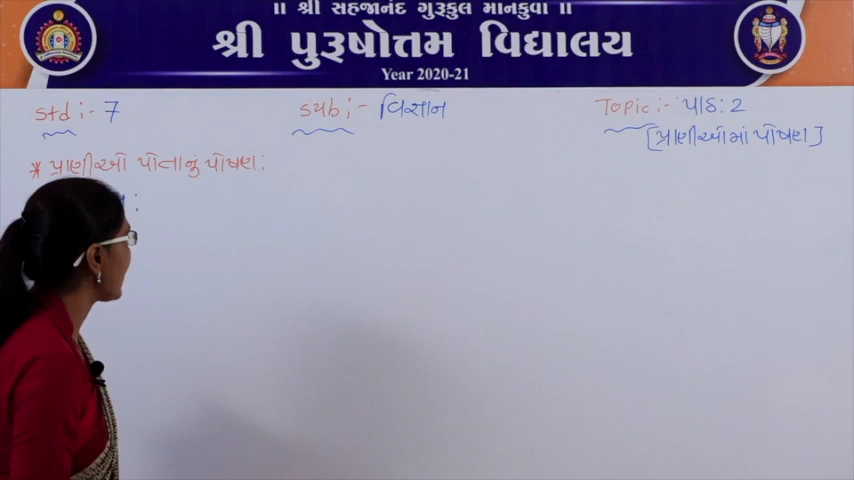 ॥ શ્રી સહજાનંદ ગુરુકુલ માનકુવા ॥
શ્રી પુરૂષોત્તમ વિદ્યાલય
Year 2020-21
Std :- 7
Sub :- વિજ્ઞાન
Topic :- પાઠ : 2
[પ્રાણીઓમાં પોષણ]
* પ્રાણીઓ પોતાનું પોષણ :